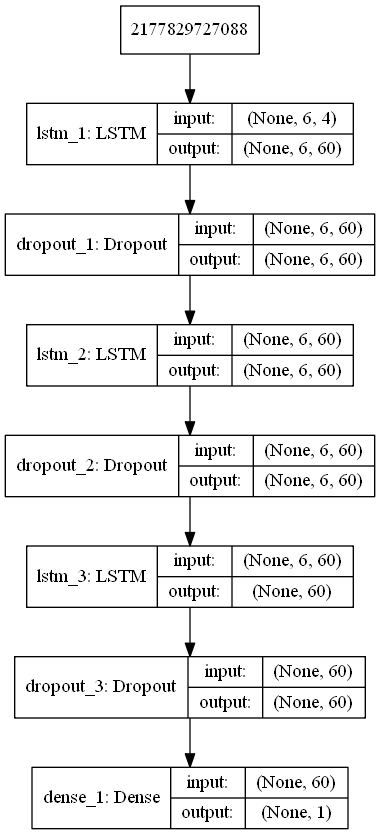 2177829727088
lstm_1: LSTM
input: (None, 6, 4)
output: (None, 6, 60)
dropout_1: Dropout
input: (None, 6, 60)
output: (None, 6, 60)
lstm_2: LSTM
input: (None, 6, 60)
output: (None, 6, 60)
dropout_2: Dropout
input: (None, 6, 60)
output: (None, 6, 60)
lstm_3: LSTM
input: (None, 6, 60)
output: (None, 60)
dropout_3: Dropout
input: (None, 60)
output: (None, 60)
dense_1: Dense
input: (None, 60)
output: (None, 1)